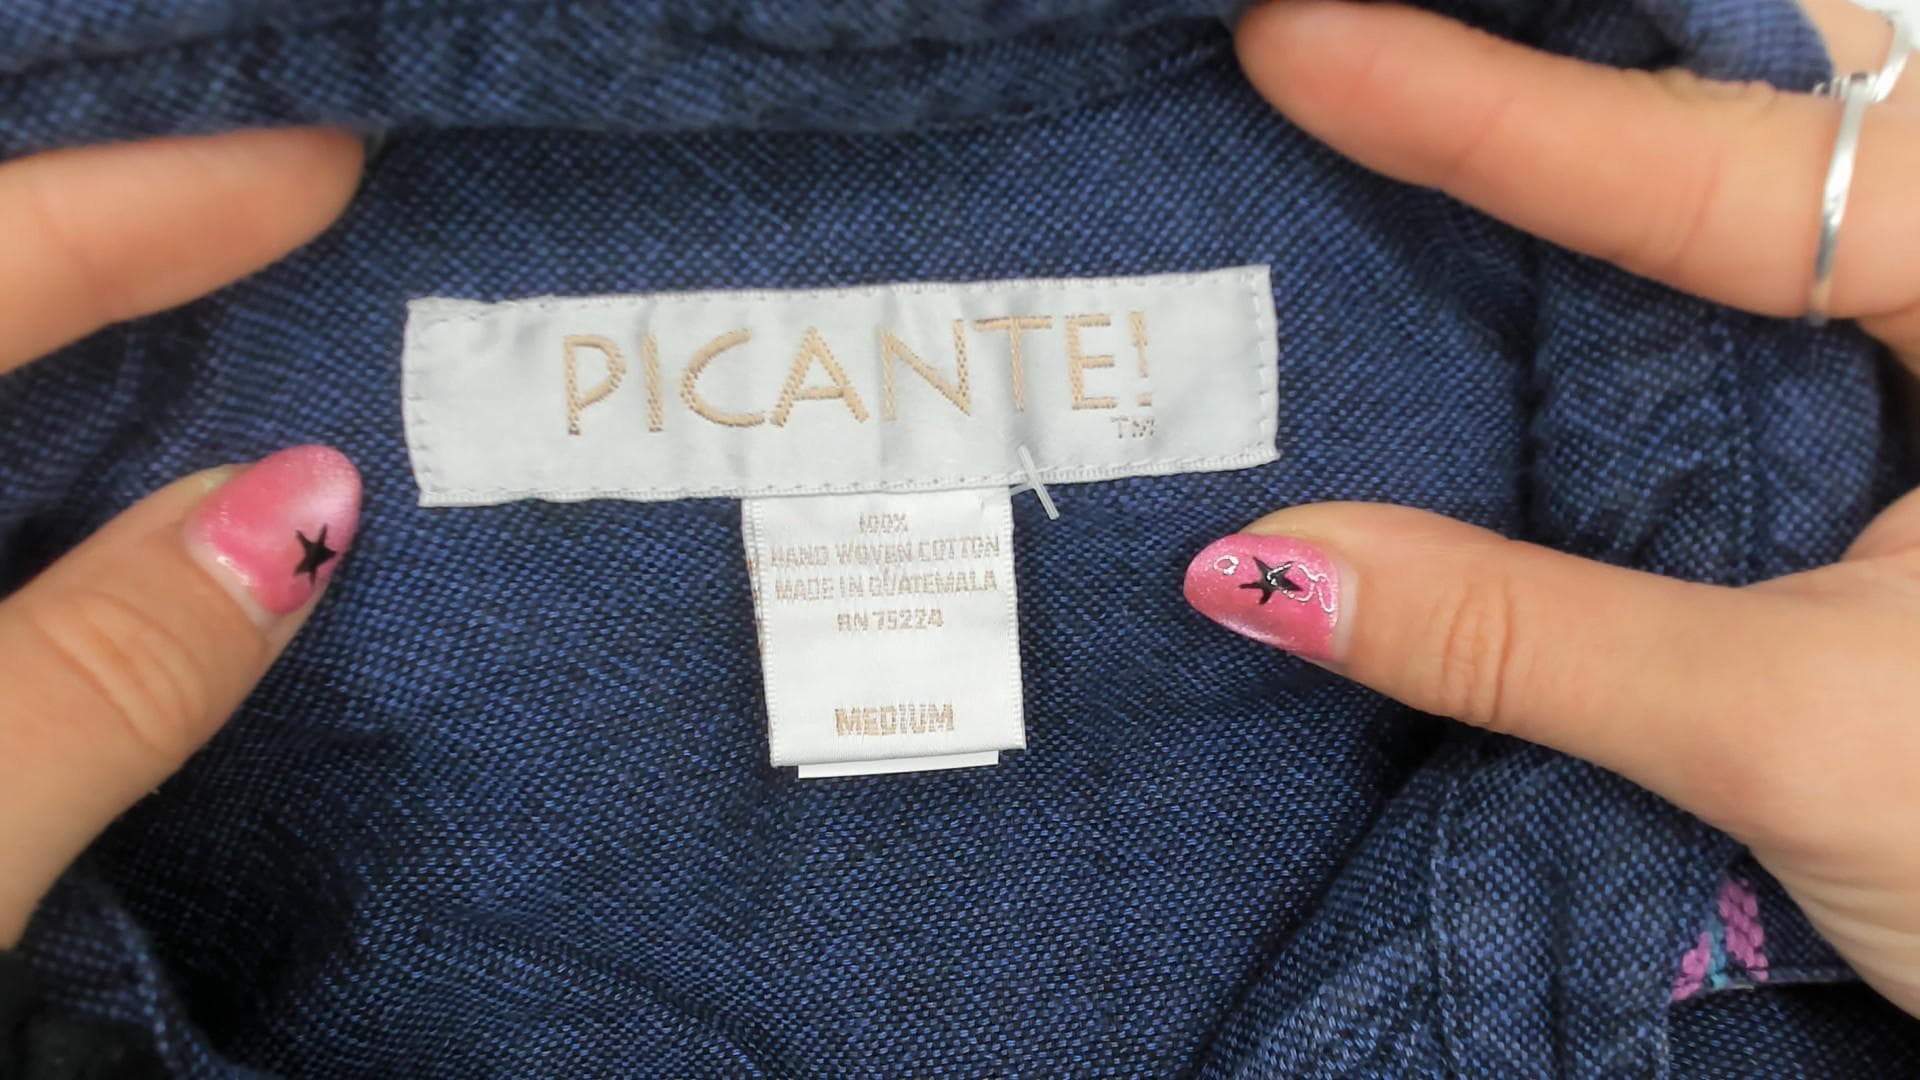 PICANTE!
TM
100%
HAND WOVEN COTTON
MADE IN GUATEMALA
RN 75224
MEDIUM